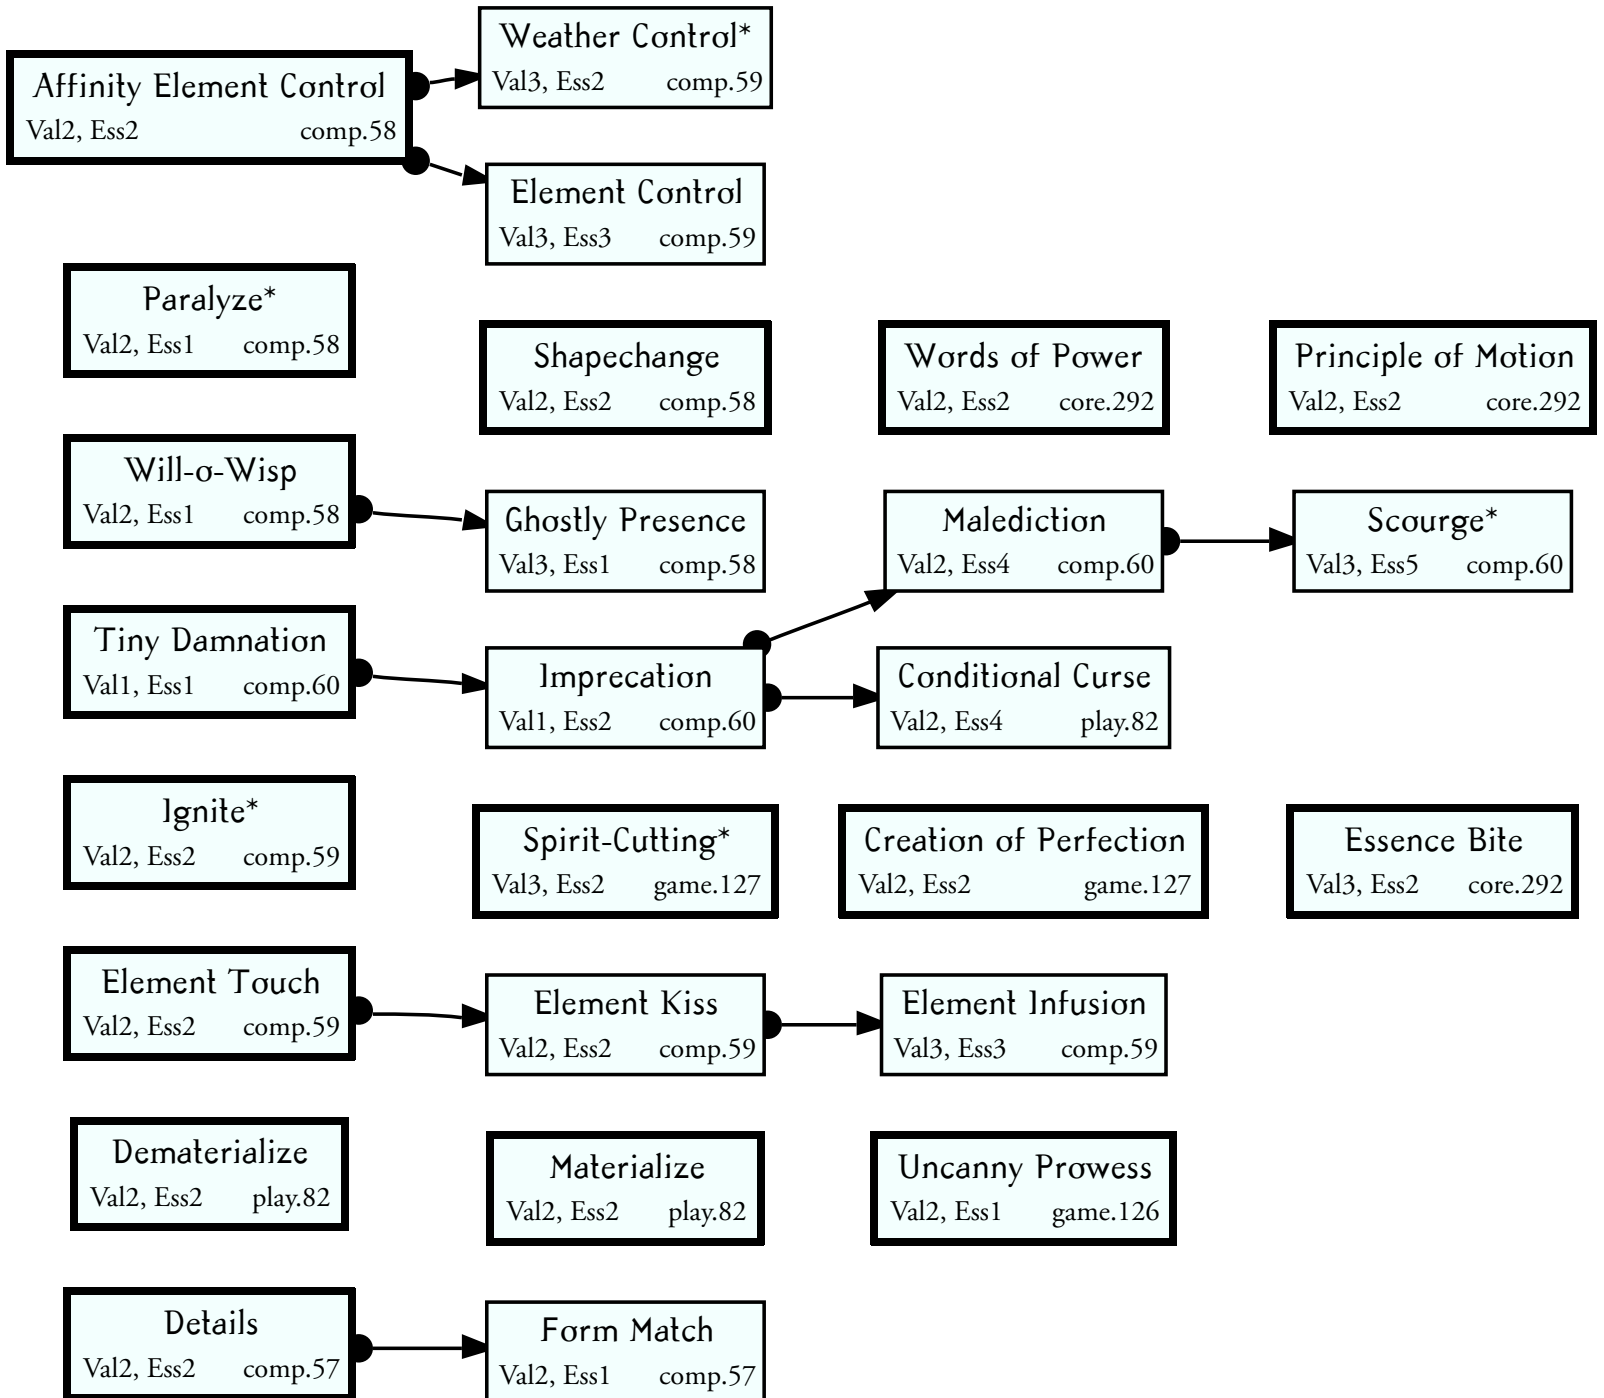 Weather Control*
Val3, Ess2 comp.59
Affinity Element Control
Val2, Ess2 comp.58
Element Control
Val3, Ess3 comp.59
Paralyze*
Val2, Ess1 comp.58
Shapechange
Val2, Ess2 comp.58
Words of Power
Val2, Ess2 core.292
Principle of Motion
Val2, Ess2 core.292
Will-o-Wisp
Val2, Ess1 comp.58
Ghostly Presence
Val3, Ess1 comp.58
Malediction
Val2, Ess4 comp.60
Scourge*
Val3, Ess5 comp.60
Tiny Damnation
Val1, Ess1 comp.60
Imprecation
Val1, Ess2 comp.60
Conditional Curse
Val2, Ess4 play.82
Ignite*
Val2, Ess2 comp.59
Spirit-Cutting*
Val3, Ess2 game.127
Creation of Perfection
Val2, Ess2 game.127
Essence Bite
Val3, Ess2 core.292
Element Touch
Val2, Ess2 comp.59
Element Kiss
Val2, Ess2 comp.59
Element Infusion
Val3, Ess3 comp.59
Dematerialize
Val2, Ess2 play.82
Materialize
Val2, Ess2 play.82
Uncanny Prowess
Val2, Ess1 game.126
Details
Val2, Ess2 comp.57
Form Match
Val2, Ess1 comp.57